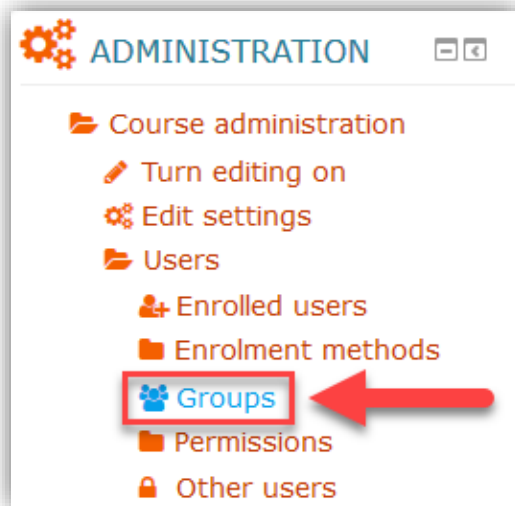 ADMINISTRATION
Course administration
Turn editing on
Edit settings
Users
Enrolled users
Enrolment methods
Groups
Permissions
Other users